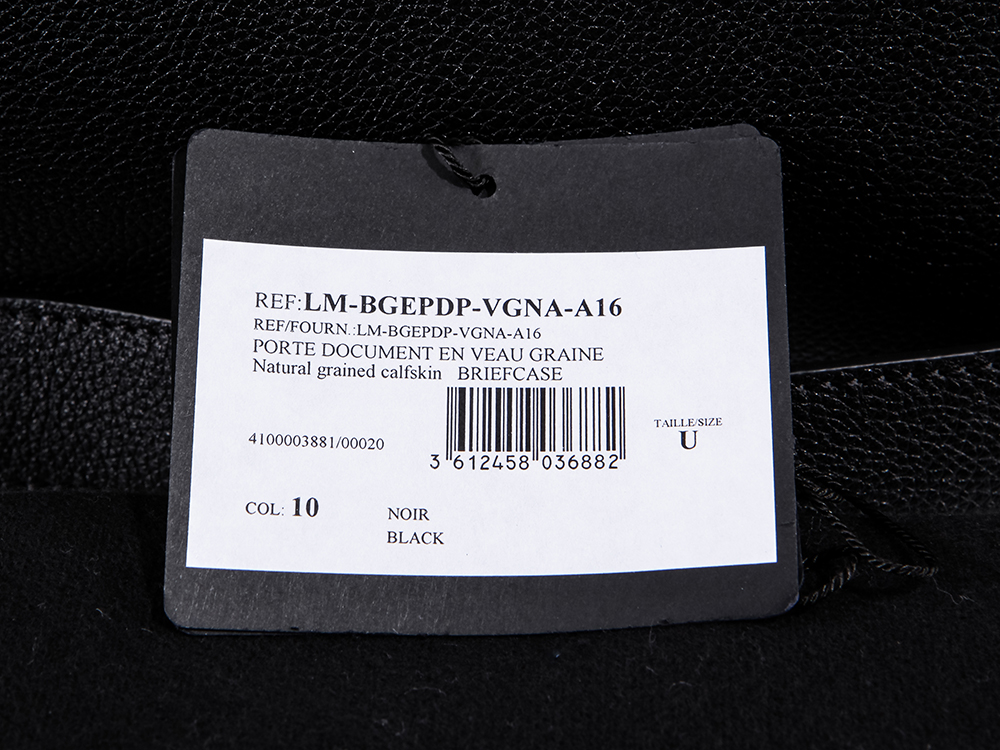 REF:LM-BGEPDP-VGNA-A16
REF/FOURN.:LM-BGEPDP-VGNA-A16
PORTE DOCUMENT EN VEAU GRAINE
Natural grained calfskin BRIEFCASE
TAILLE/SIZE
U
4100003881/00020
3 612458 036882
COL: 10 NOIR
BLACK